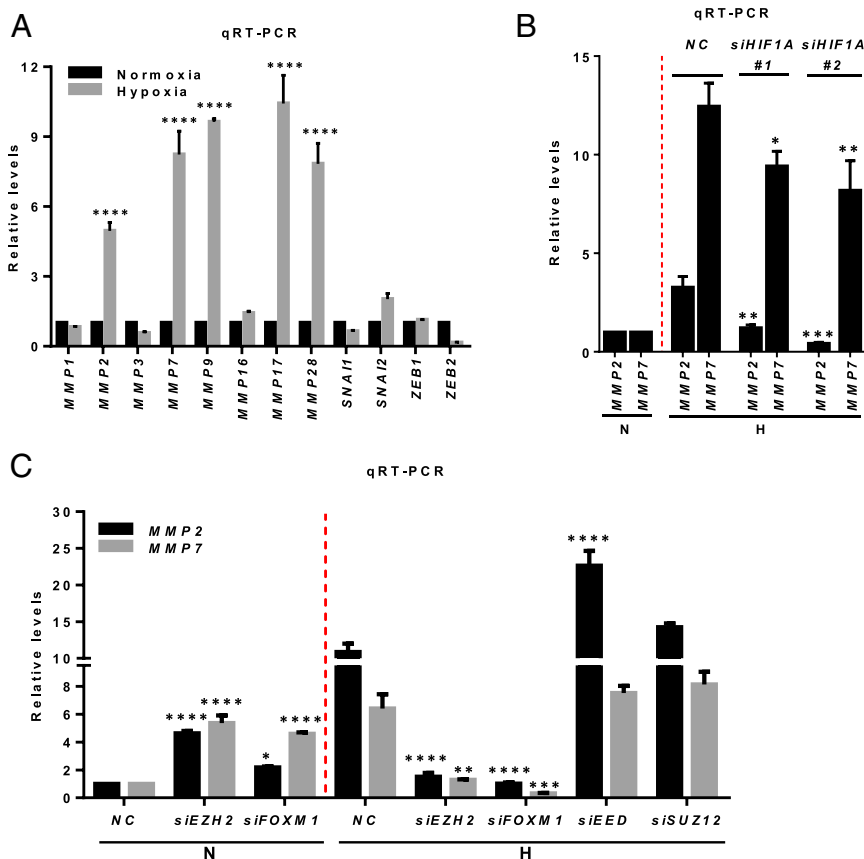 A
qRT-PCR
Normoxia
Hypoxia
Relative levels
12
9
6
3
0
****
****
****
****
****
MMP1
MMP2
MMP3
MMP7
MMP9
MMP16
MMP17
MMP28
SNAI1
SNAI2
ZEB1
ZEB2
B
qRT-PCR
NC
siHIF1A #1
siHIF1A #2
Relative levels
15
10
5
0
**
*
***
**
MMP2
MMP7
MMP2
MMP7
MMP2
MMP7
MMP2
MMP7
N
H
C
qRT-PCR
MMP2
MMP7
Relative levels
30
25
20
15
10
8
6
4
2
0
****
****
*
****
****
**
****
***
****
NC
siEZH2
siFOXM1
NC
siEZH2
siFOXM1
siEED
siSUZ12
N
H